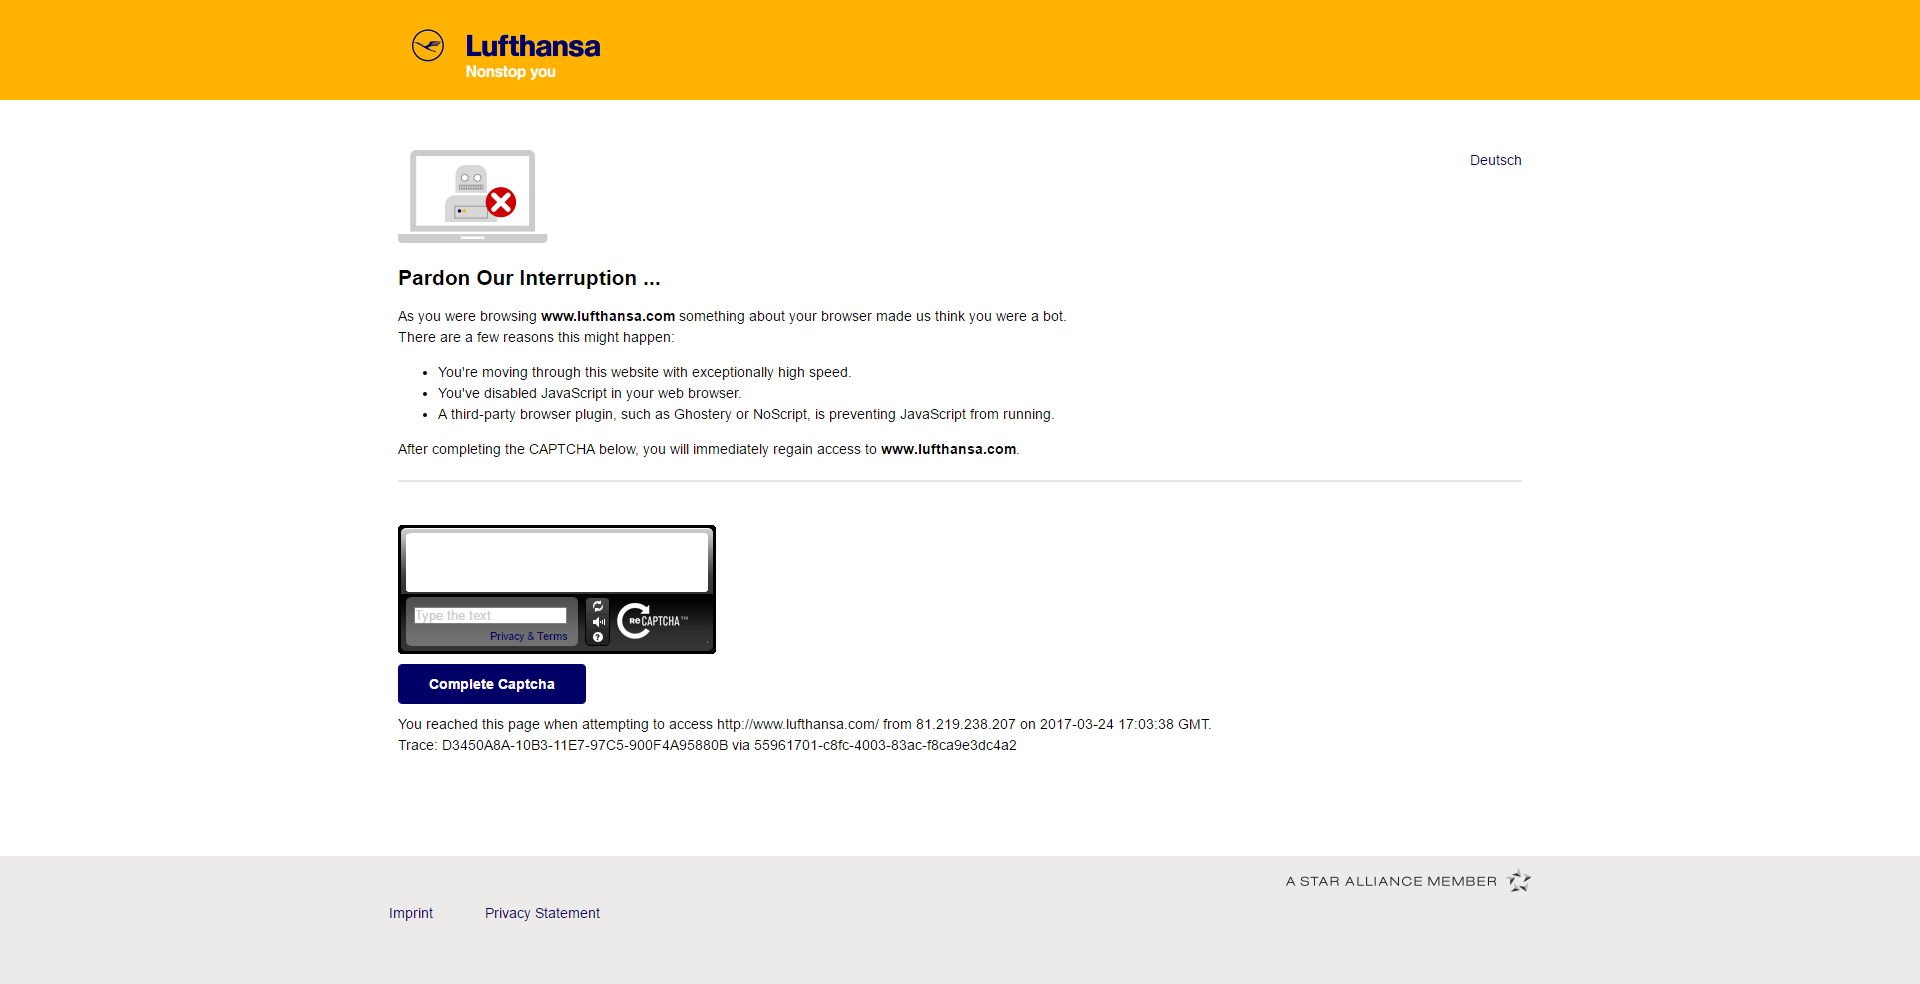 Lufthansa
Nonstop you
Deutsch
Pardon Our Interruption ...
As you were browsing www.lufthansa.com something about your browser made us think you were a bot.
There are a few reasons this might happen:
• You're moving through this website with exceptionally high speed.
• You've disabled JavaScript in your web browser.
• A third-party browser plugin, such as Ghostery or NoScript, is preventing JavaScript from running.
After completing the CAPTCHA below, you will immediately regain access to www.lufthansa.com.
Type the text
Privacy & Terms
?
ReCAPTCHA™
Complete Captcha
You reached this page when attempting to access http://www.lufthansa.com/ from 81.219.238.207 on 2017-03-24 17:03:38 GMT.
Trace: D3450A8A-10B3-11E7-97C5-900F4A95880B via 55961701-c8fc-4003-83ac-f8ca9e3dc4a2
A STAR ALLIANCE MEMBER
Imprint
Privacy Statement